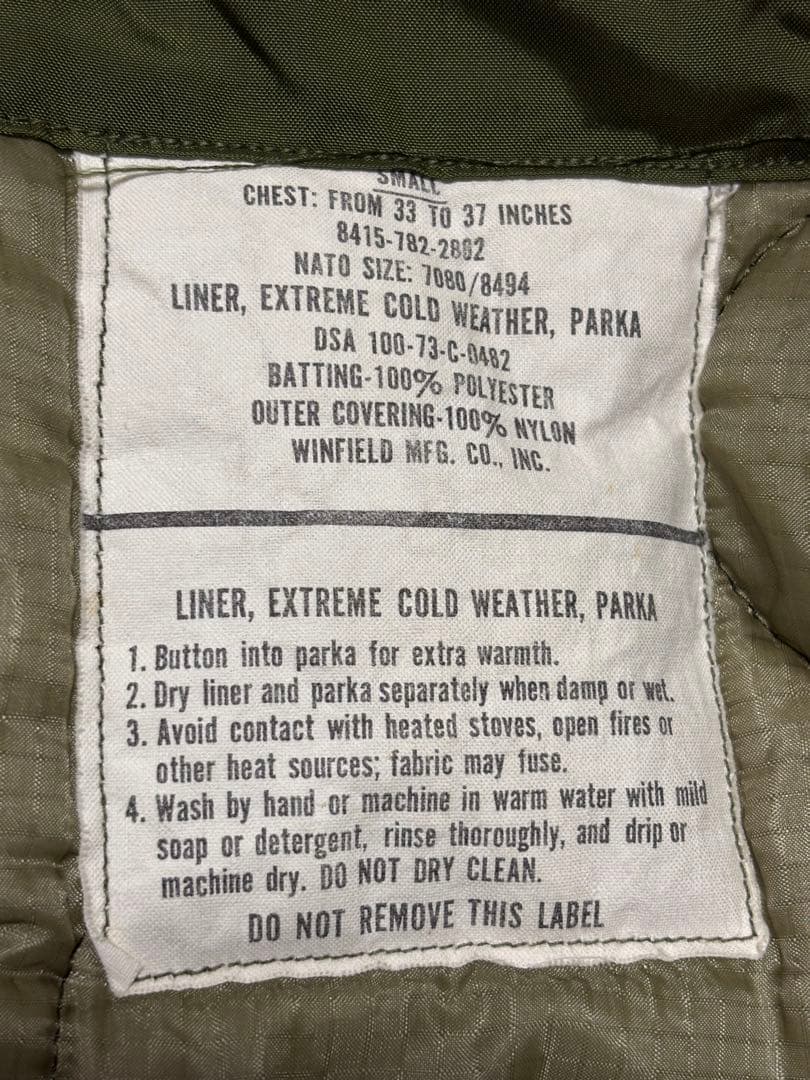 SMALL
CHEST: FROM 33 TO 37 INCHES
8415-782-2882
NATO SIZE: 7080/8494
LINER, EXTREME COLD WEATHER, PARKA
DSA 100-73-C-0482
BATTING-100% POLYESTER
OUTER COVERING-100% NYLON
WINFIELD MFG. CO., INC.
LINER, EXTREME COLD WEATHER, PARKA
1. Button into parka for extra warmth.
2. Dry liner and parka separately when damp or wet.
3. Avoid contact with heated stoves, open fires or
other heat sources; fabric may fuse.
4. Wash by hand or machine in warm water with mild
soap or detergent, rinse thoroughly, and drip or
machine dry. DO NOT DRY CLEAN.
DO NOT REMOVE THIS LABEL